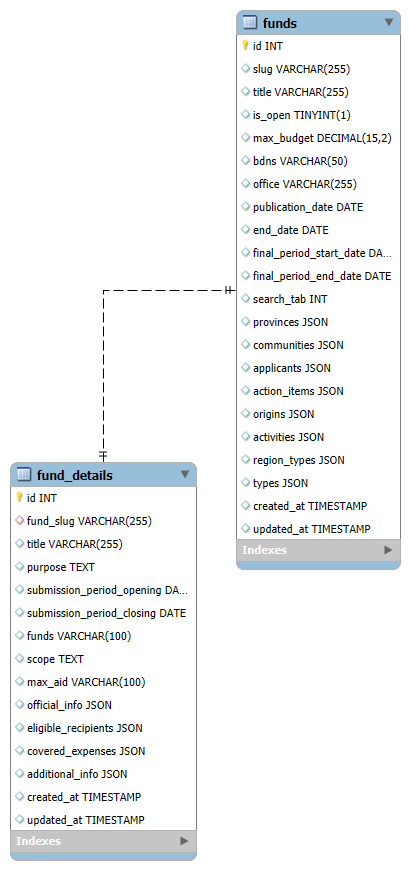 funds
id INT
slug VARCHAR(255)
title VARCHAR(255)
is_open TINYINT(1)
max_budget DECIMAL(15,2)
bdns VARCHAR(50)
office VARCHAR(255)
publication_date DATE
end_date DATE
final_period_start_date DA...
final_period_end_date DATE
search_tab INT
provinces JSON
communities JSON
applicants JSON
action_items JSON
origins JSON
activities JSON
region_types JSON
types JSON
created_at TIMESTAMP
updated_at TIMESTAMP
Indexes
fund_details
id INT
fund_slug VARCHAR(255)
title VARCHAR(255)
purpose TEXT
submission_period_opening DA...
submission_period_closing DATE
funds VARCHAR(100)
scope TEXT
max_aid VARCHAR(100)
official_info JSON
eligible_recipients JSON
covered_expenses JSON
additional_info JSON
created_at TIMESTAMP
updated_at TIMESTAMP
Indexes